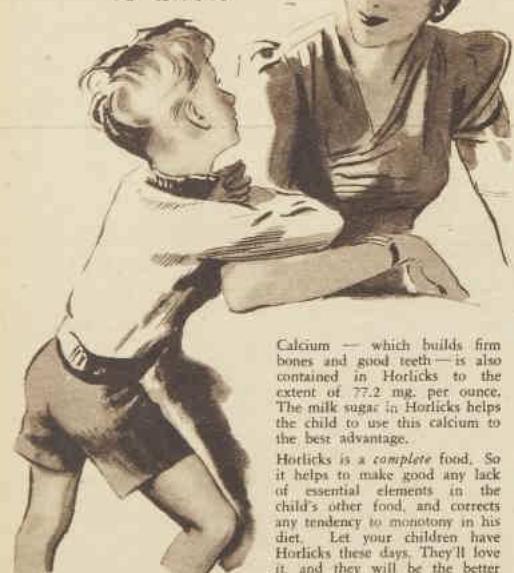 Calcium — which builds firm
bones and good teeth — is also
contained in Horlicks to the
extent of 77.2 mg. per ounce.
The milk sugar in Horlicks helps
the child to use this calcium to
the best advantage.
Horlicks is a complete food. So
it helps to make good any lack
of essential elements in the
child's other food, and corrects
any tendency to monotony in his
diet. Let your children have
Horlicks these days. They'll love
it, and they will be the better